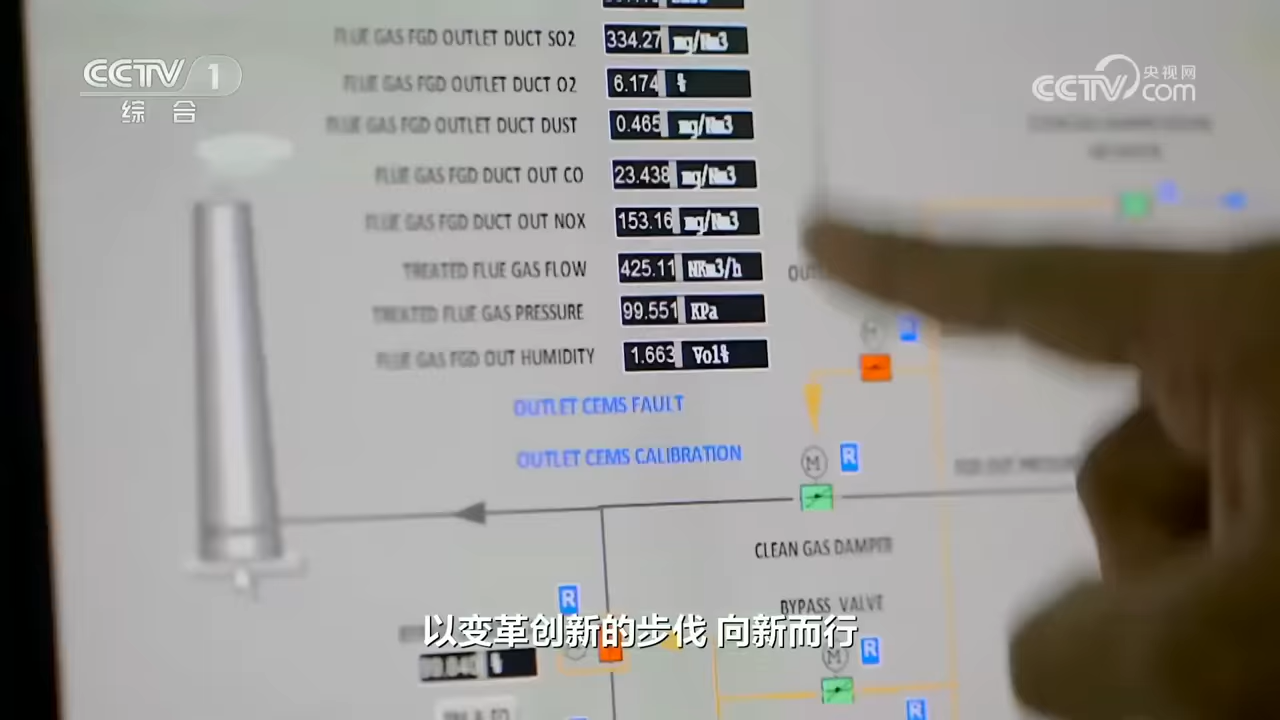 FLUE GAS FGD OUTLET DUCT SO2 334.27 mg/Nm3
CCTV 1
综合
央视网
CCTV.com
FLUE GAS FGD OUTLET DUCT O2 6.174 %
FLUE GAS FGD OUTLET DUCT DUST 0.465 mg/Nm3
FLUE GAS FGD DUCT OUT CO 23.438 mg/Nm3
FLUE GAS FGD DUCT OUT NOX 153.16 mg/Nm3
TREATED FLUE GAS FLOW 425.11 NKm3/h
TREATED FLUE GAS PRESSURE 99.551 KPa
FLUE GAS FGD OUT HUMIDITY 1.663 Vol%
OUTLET CEMS FAULT
OUTLET CEMS CALIBRATION
M R
CLEAN GAS DAMPER
BYPASS VALVE
R
以变革创新的步伐 向新而行
M R
%
R